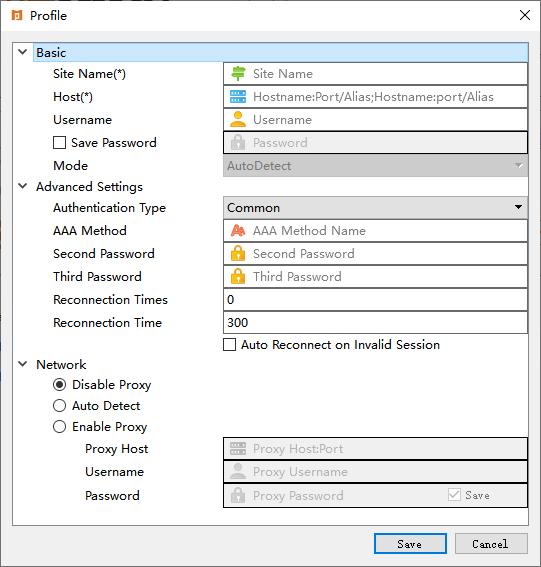 Profile
Basic
Site Name(*) Site Name
Host(*) Hostname:Port/Alias;Hostname:port/Alias
Username Username
Save Password Password
Mode AutoDetect
Advanced Settings
Authentication Type Common
AAA Method AAA Method Name
Second Password Second Password
Third Password Third Password
Reconnection Times 0
Reconnection Time 300
Auto Reconnect on Invalid Session
Network
Disable Proxy
Auto Detect
Enable Proxy
Proxy Host Proxy Host:Port
Username Proxy Username
Password Proxy Password Save
Save Cancel